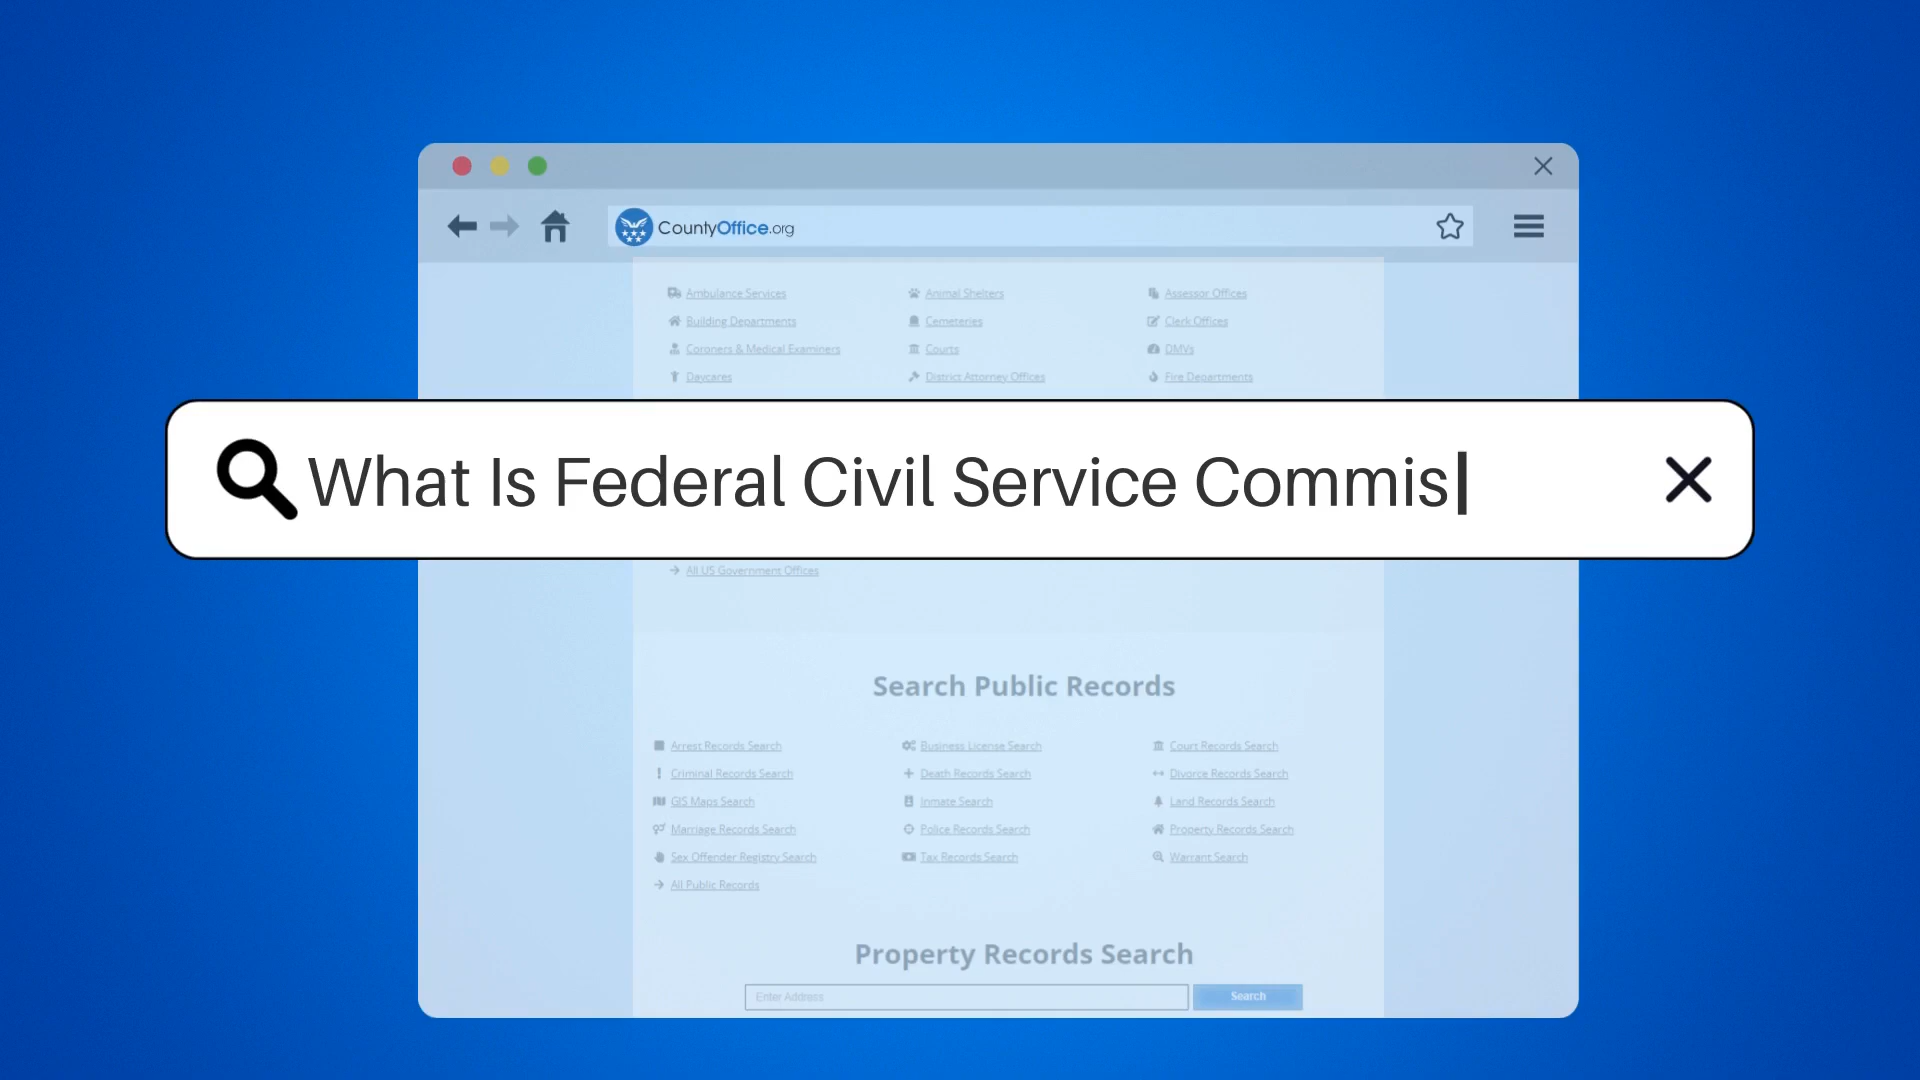 CountyOffice.org
Ambulance Services Animal Shelters Assessor Offices
Building Departments Cemeteries Clerk Offices
Coroners & Medical Examiners Courts DMVs
Daycares District Attorney Offices Fire Departments
What Is Federal Civil Service Commis
All US Government Offices
Search Public Records
Arrest Records Search Business License Search Court Records Search
Criminal Records Search Death Records Search Divorce Records Search
GIS Maps Search Inmate Search Land Records Search
Marriage Records Search Police Records Search Property Records Search
Sex Offender Registry Search Tax Records Search Warrant Search
All Public Records
Property Records Search
Enter Address Search